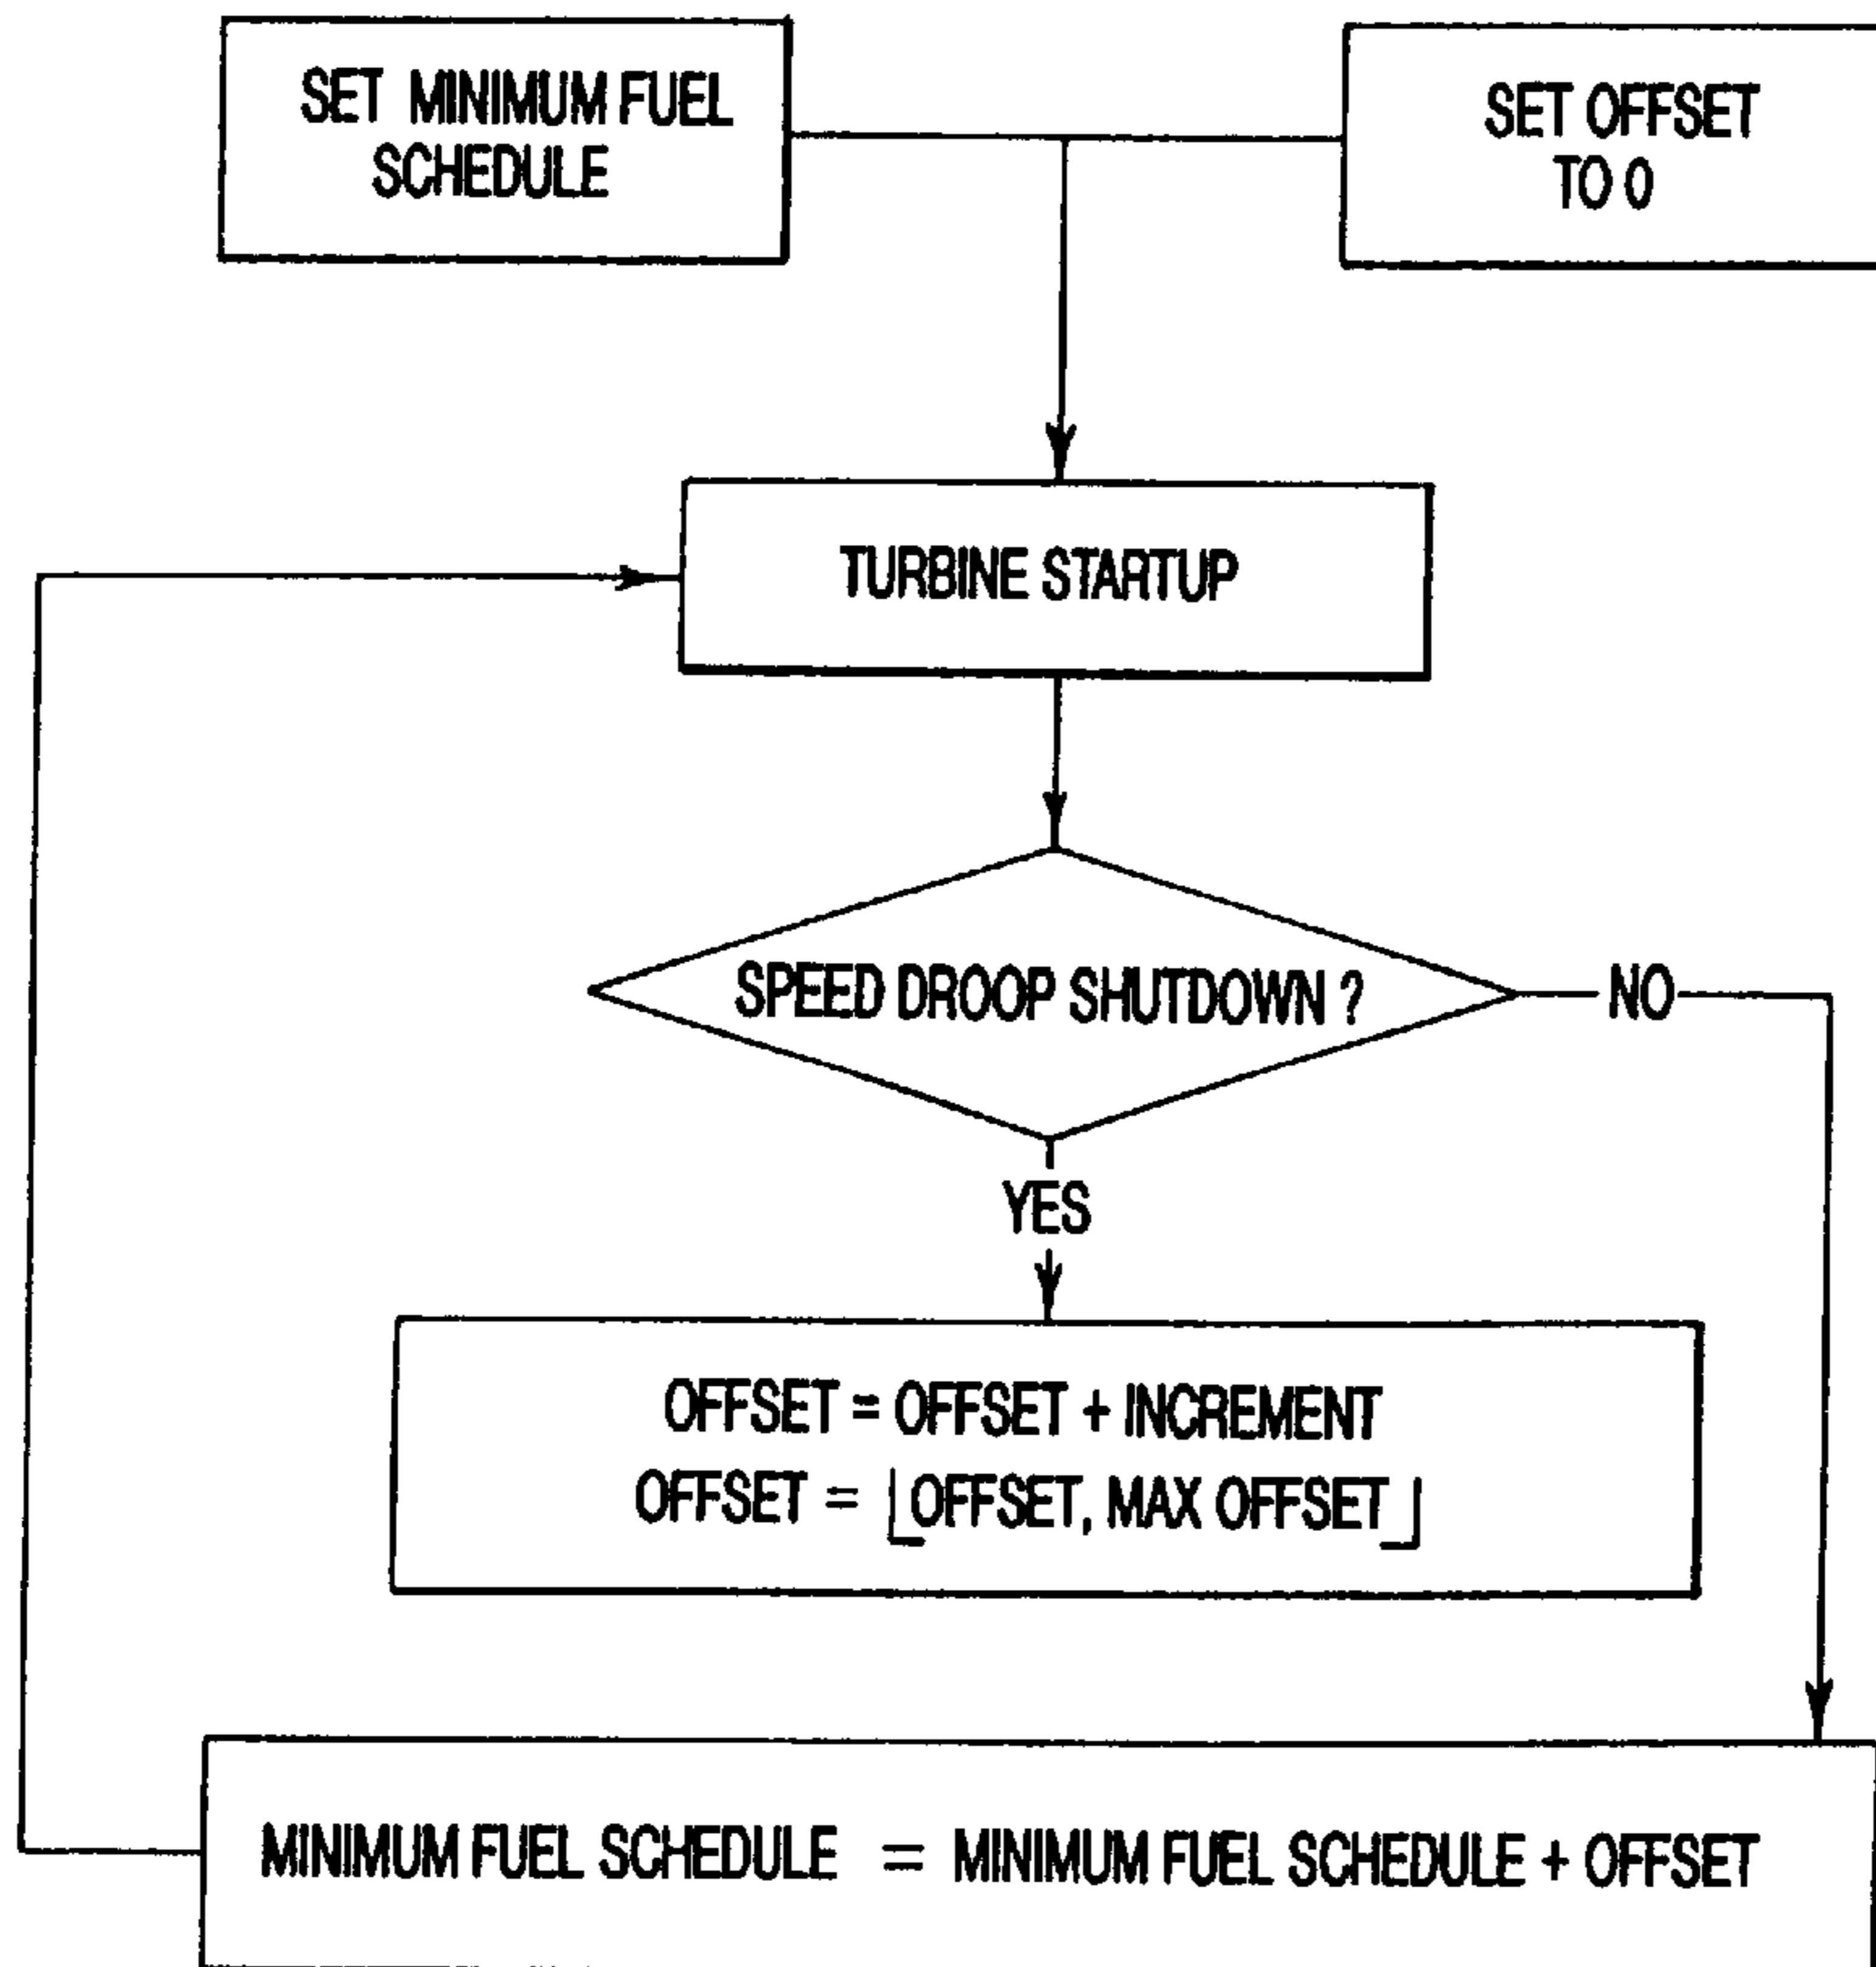 SET MINIMUM FUEL
SCHEDULE
SET OFFSET
TO 0
TURBINE STARTUP
SPEED DROOP SHUTDOWN ?
NO
YES
OFFSET = OFFSET + INCREMENT
OFFSET = ⌊OFFSET, MAX OFFSET⌋
MINIMUM FUEL SCHEDULE = MINIMUM FUEL SCHEDULE + OFFSET